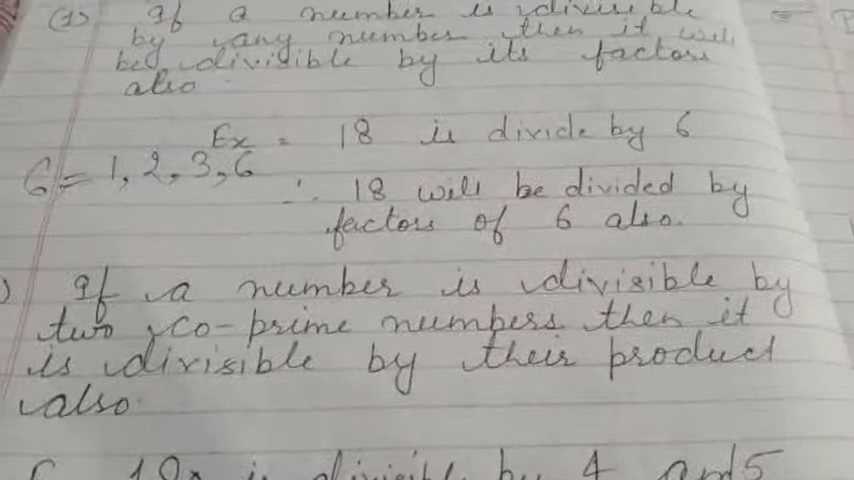 (1) If a number is divisible
by any number then it will
be divisible by its factors
also.
Ex = 18 is divide by 6
6 = 1, 2, 3, 6
∴ 18 will be divided by
factors of 6 also.
) If a number is divisible by
two co-prime numbers then it
is divisible by their product
also.
is divisible by 4 and 5